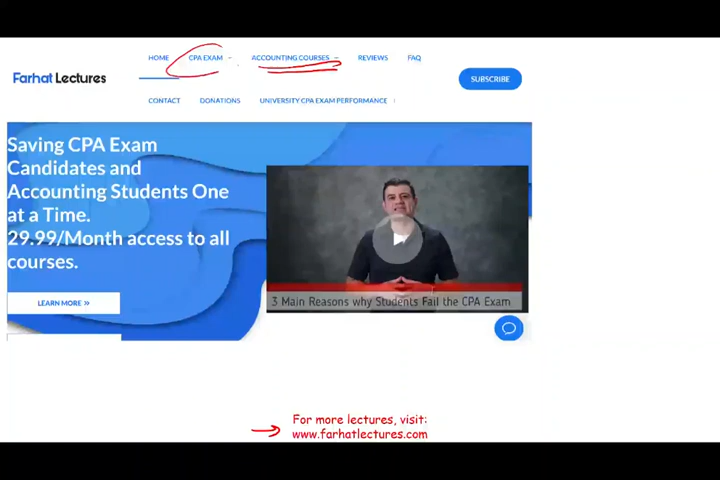 HOME CPA EXAM ACCOUNTING COURSES REVIEWS FAQ
Farhat Lectures
SUBSCRIBE
CONTACT DONATIONS UNIVERSITY CPA EXAM PERFORMANCE
Saving CPA Exam
Candidates and
Accounting Students One
at a Time.
29.99/Month access to all
courses.
LEARN MORE »
3 Main Reasons why Students Fail the CPA Exam
For more lectures, visit:
www.farhatlectures.com